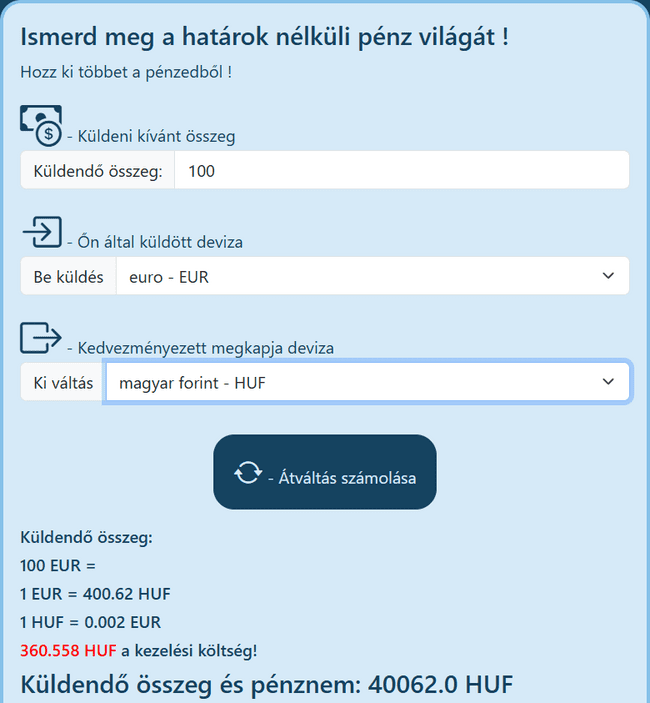 Ismerd meg a határok nélküli pénz világát !
Hozz ki többet a pénzedből !
$ - Küldeni kívánt összeg
Küldendő összeg: 100
- Őn által küldött deviza
Be küldés euro - EUR
- Kedvezményezett megkapja deviza
Ki váltás magyar forint - HUF
- Átváltás számolása
Küldendő összeg:
100 EUR =
1 EUR = 400.62 HUF
1 HUF = 0.002 EUR
360.558 HUF a kezelési költség!
Küldendő összeg és pénznem: 40062.0 HUF